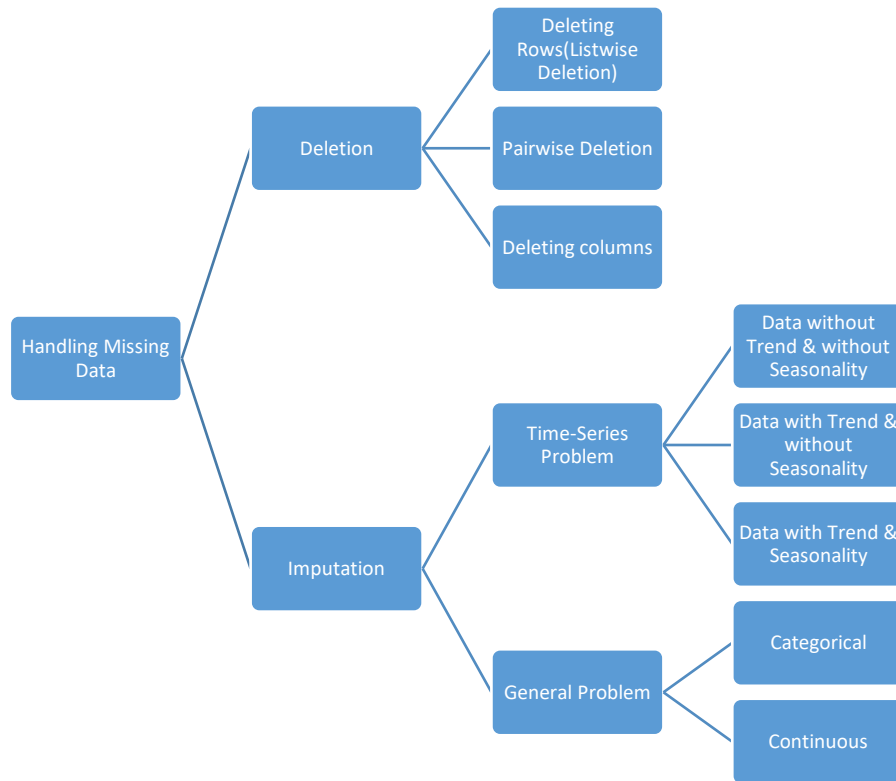 Deleting
Rows(Listwise
Deletion)
Deletion
Pairwise Deletion
Deleting columns
Handling Missing
Data
Data without
Trend & without
Seasonality
Time-Series
Problem
Data with Trend &
without
Seasonality
Data with Trend &
Seasonality
Imputation
General Problem
Categorical
Continuous